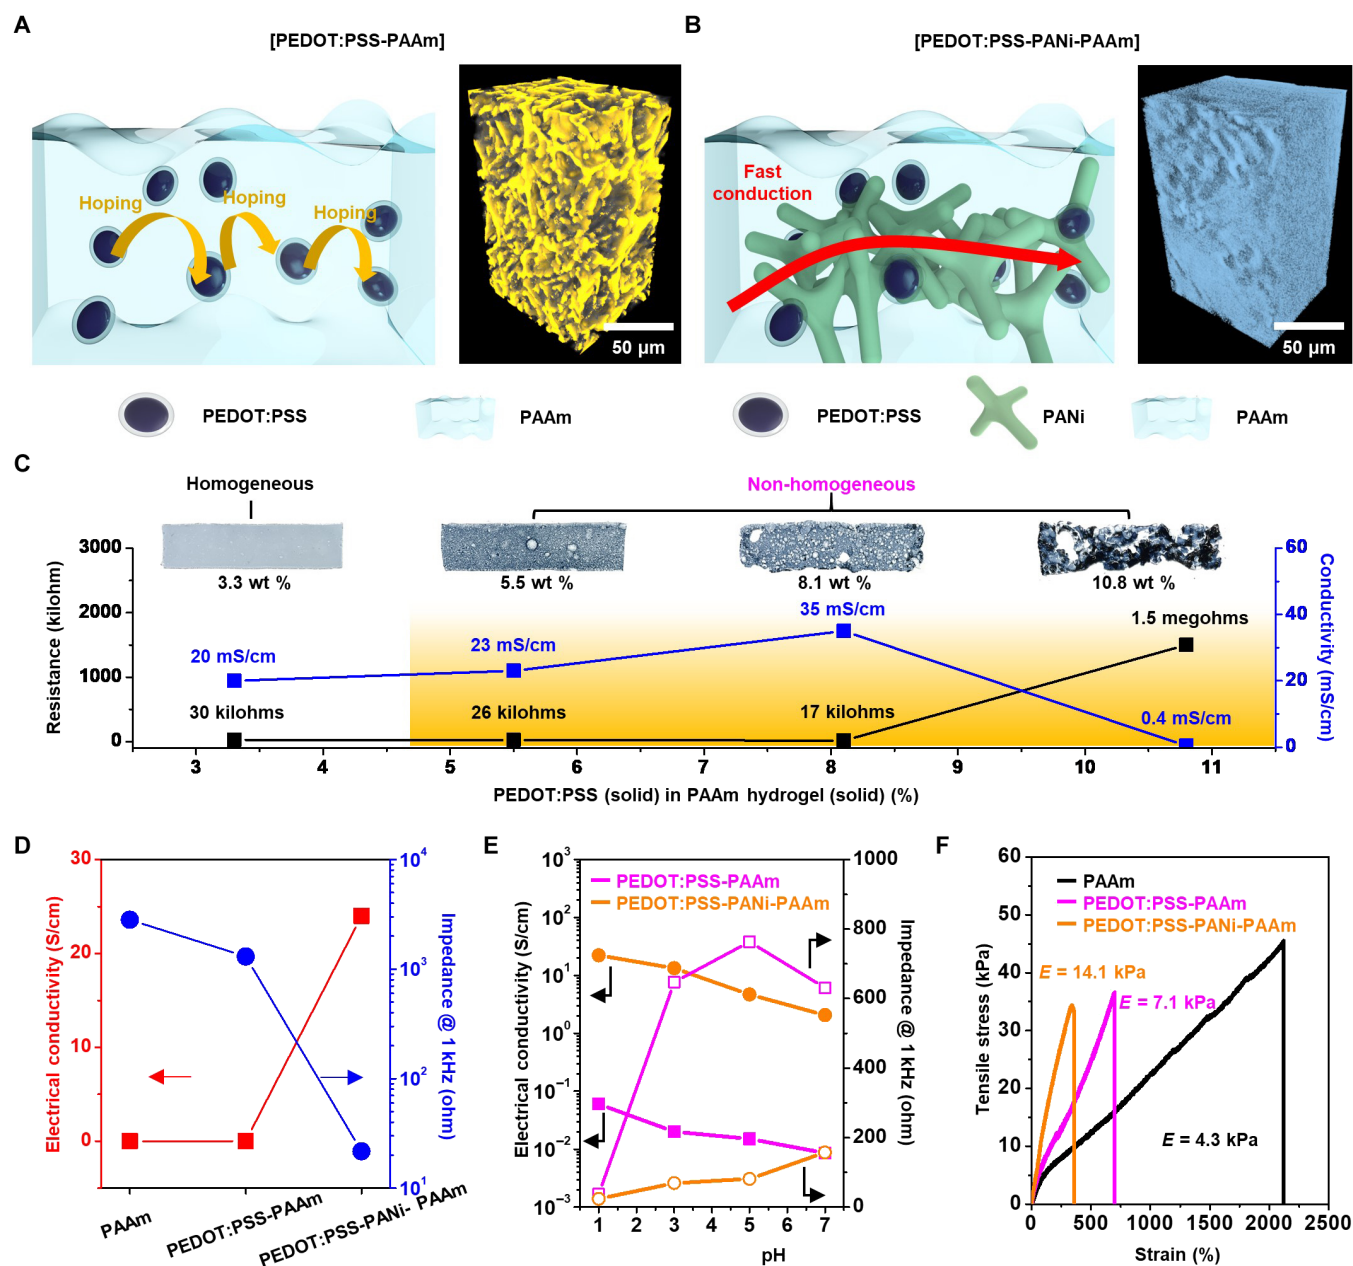 A
[PEDOT:PSS-PAAm]
Hoping
Hoping
Hoping
50 µm
PEDOT:PSS
PAAm
B
[PEDOT:PSS-PANi-PAAm]
Fast
conduction
50 µm
PEDOT:PSS
PANi
PAAm
C
Homogeneous
Non-homogeneous
3.3 wt %
5.5 wt %
8.1 wt %
10.8 wt %
Resistance (kilohm)
3000
2000
1000
0
20 mS/cm
23 mS/cm
35 mS/cm
0.4 mS/cm
30 kilohms
26 kilohms
17 kilohms
1.5 megohms
60
40
20
0
Conductivity (mS/cm)
3 4 5 6 7 8 9 10 11
PEDOT:PSS (solid) in PAAm hydrogel (solid) (%)
D
Electrical conductivity (S/cm)
30
20
10
0
10⁴
10³
10²
10¹
Impedance @ 1 kHz (ohm)
PAAm
PEDOT:PSS-PAAm
PEDOT:PSS-PANi- PAAm
E
Electrical conductivity (S/cm)
10³
10²
10¹
10⁰
10⁻¹
10⁻²
10⁻³
PEDOT:PSS-PAAm
PEDOT:PSS-PANi-PAAm
1000
800
600
400
200
0
Impedance @ 1 kHz (ohm)
1 2 3 4 5 6 7
pH
F
Tensile stress (kPa)
60
50
40
30
20
10
0
PAAm
PEDOT:PSS-PAAm
PEDOT:PSS-PANi-PAAm
E = 14.1 kPa
E = 7.1 kPa
E = 4.3 kPa
0 500 1000 1500 2000 2500
Strain (%)